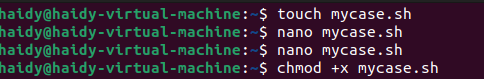 haidy@haidy-virtual-machine:~$ touch mycase.sh
haidy@haidy-virtual-machine:~$ nano mycase.sh
haidy@haidy-virtual-machine:~$ nano mycase.sh
haidy@haidy-virtual-machine:~$ chmod +x mycase.sh